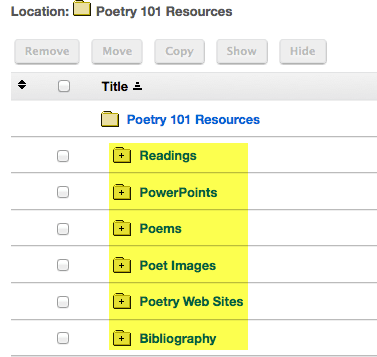 Location: Poetry 101 Resources
Remove Move Copy Show Hide
Title
Poetry 101 Resources
Readings
PowerPoints
Poems
Poet Images
Poetry Web Sites
Bibliography